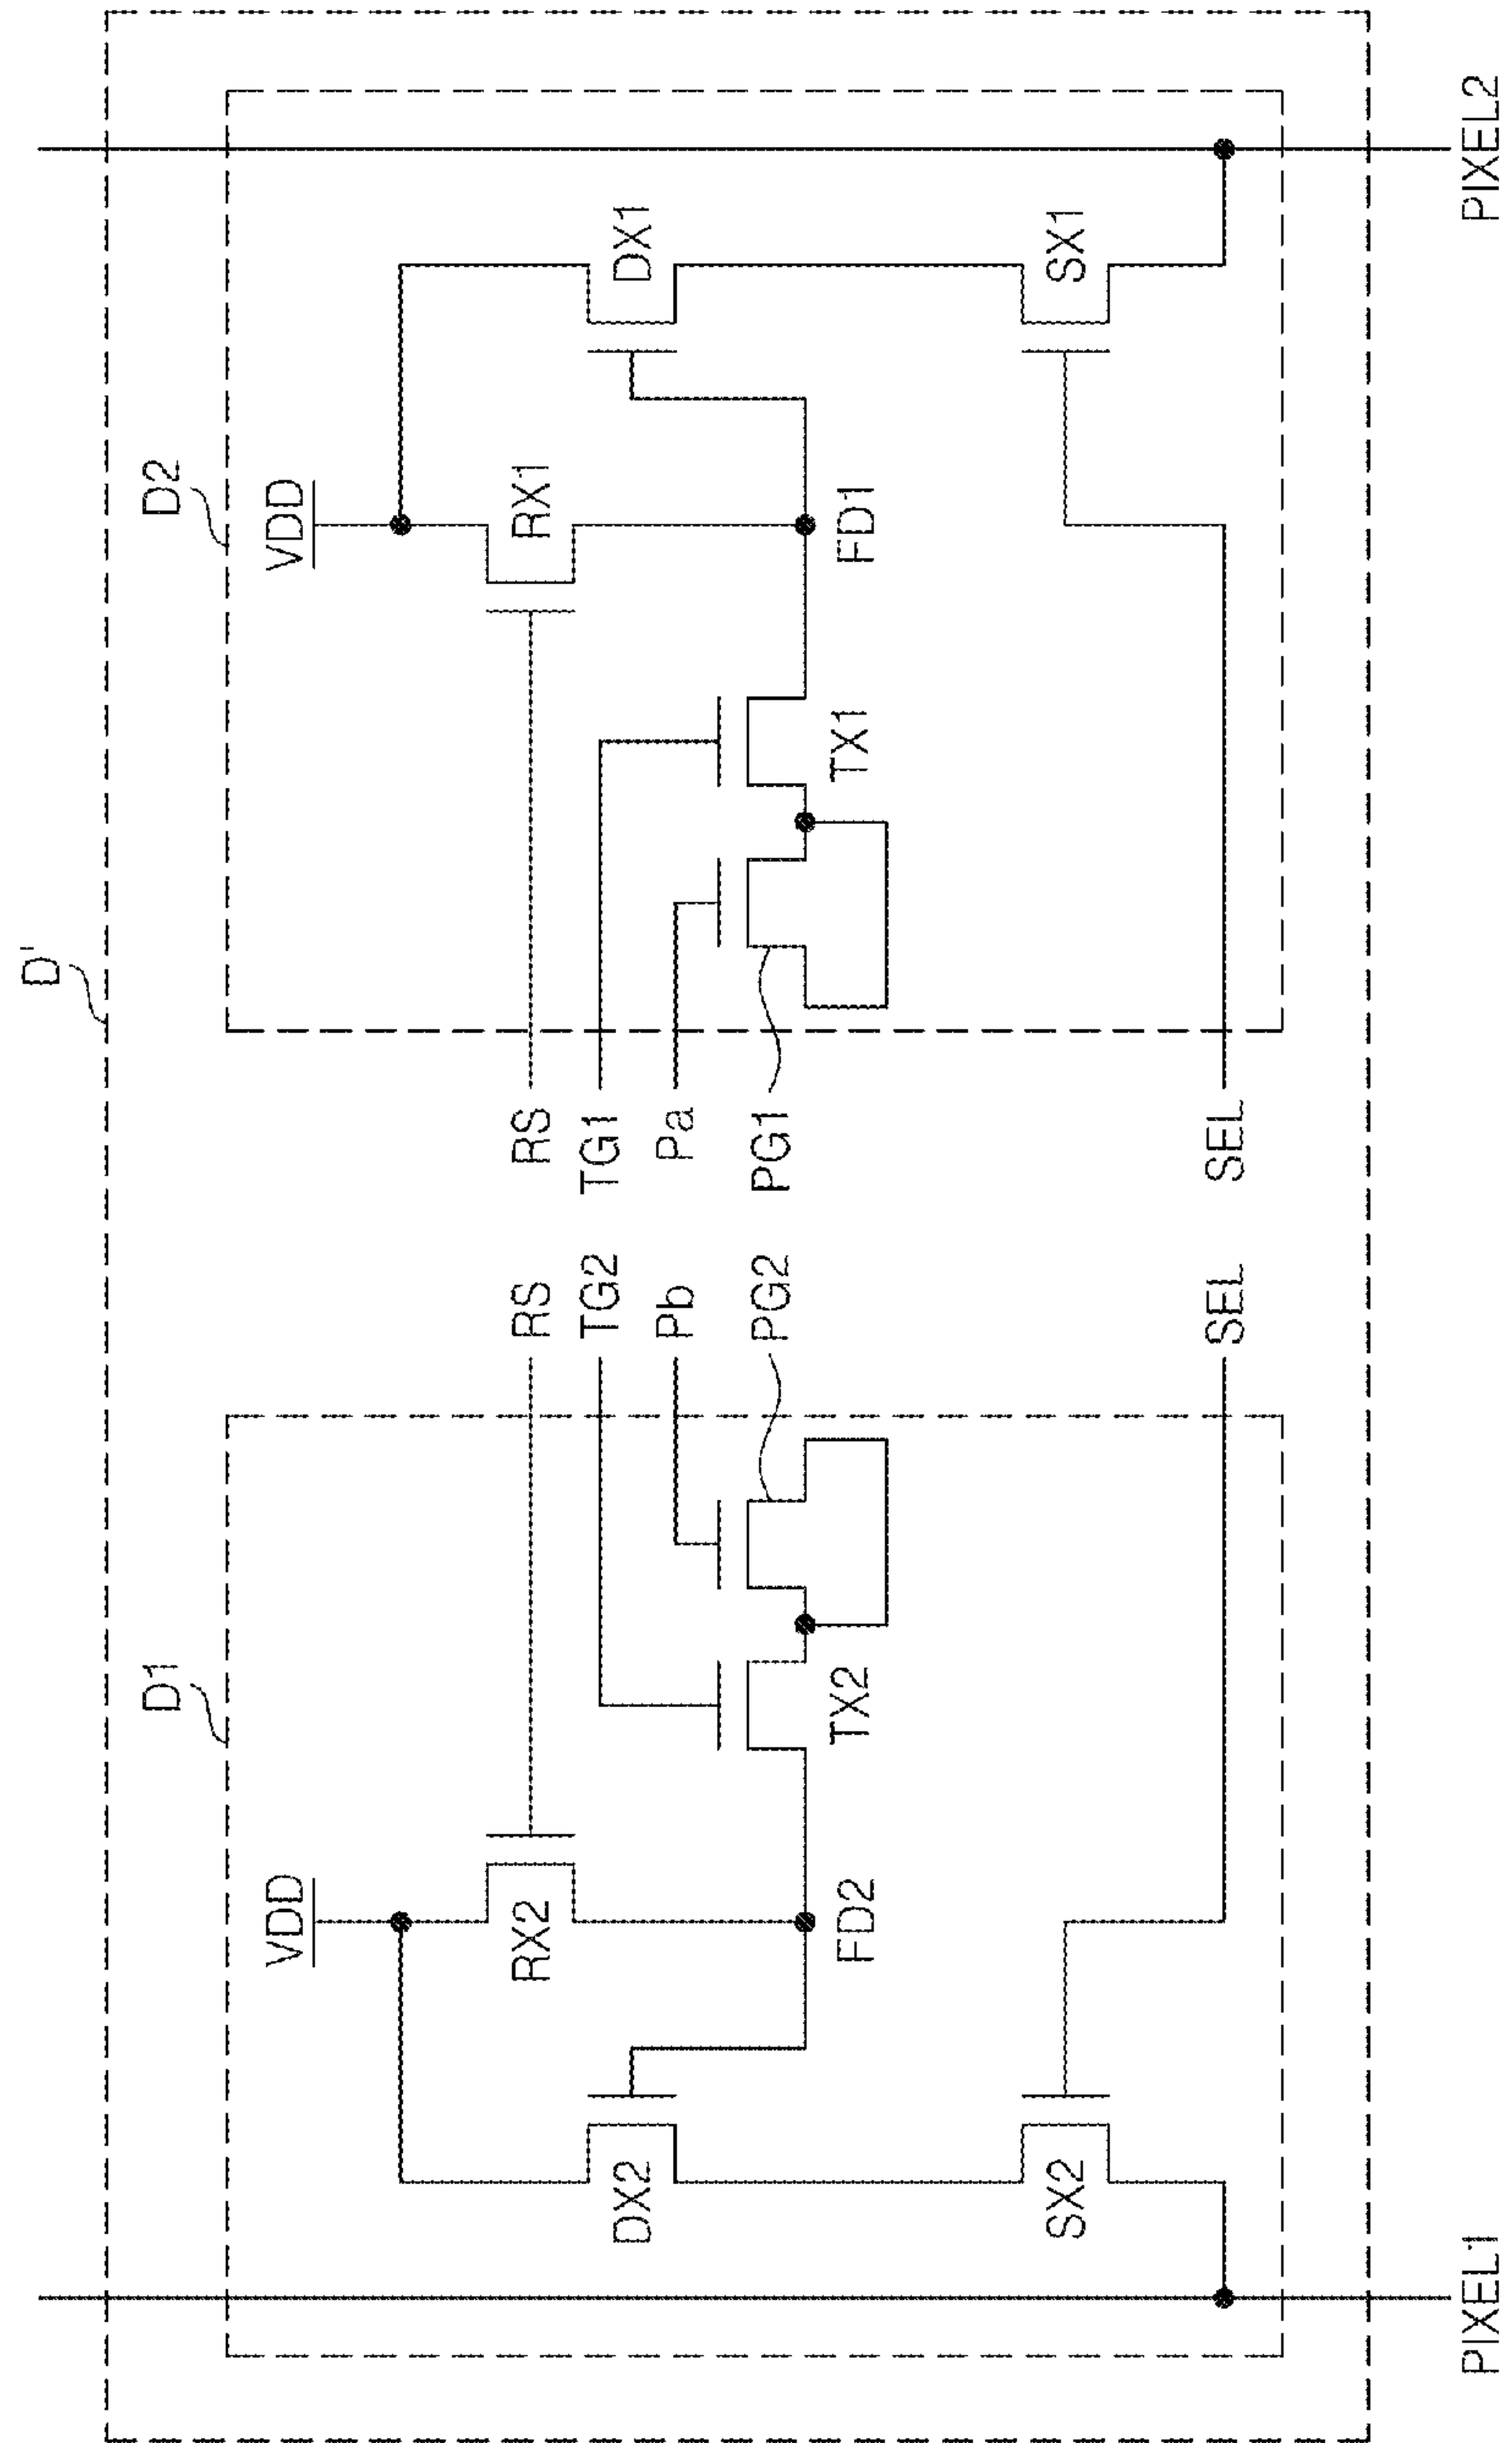 D'
D1
D2
VDD
VDD
RX2
RS
RS
RX1
DX2
TG2
TG1
DX1
Pb
Pa
PG2
PG1
FD2
TX2
TX1
FD1
SX2
SX1
SEL
SEL
PIXEL1
PIXEL2